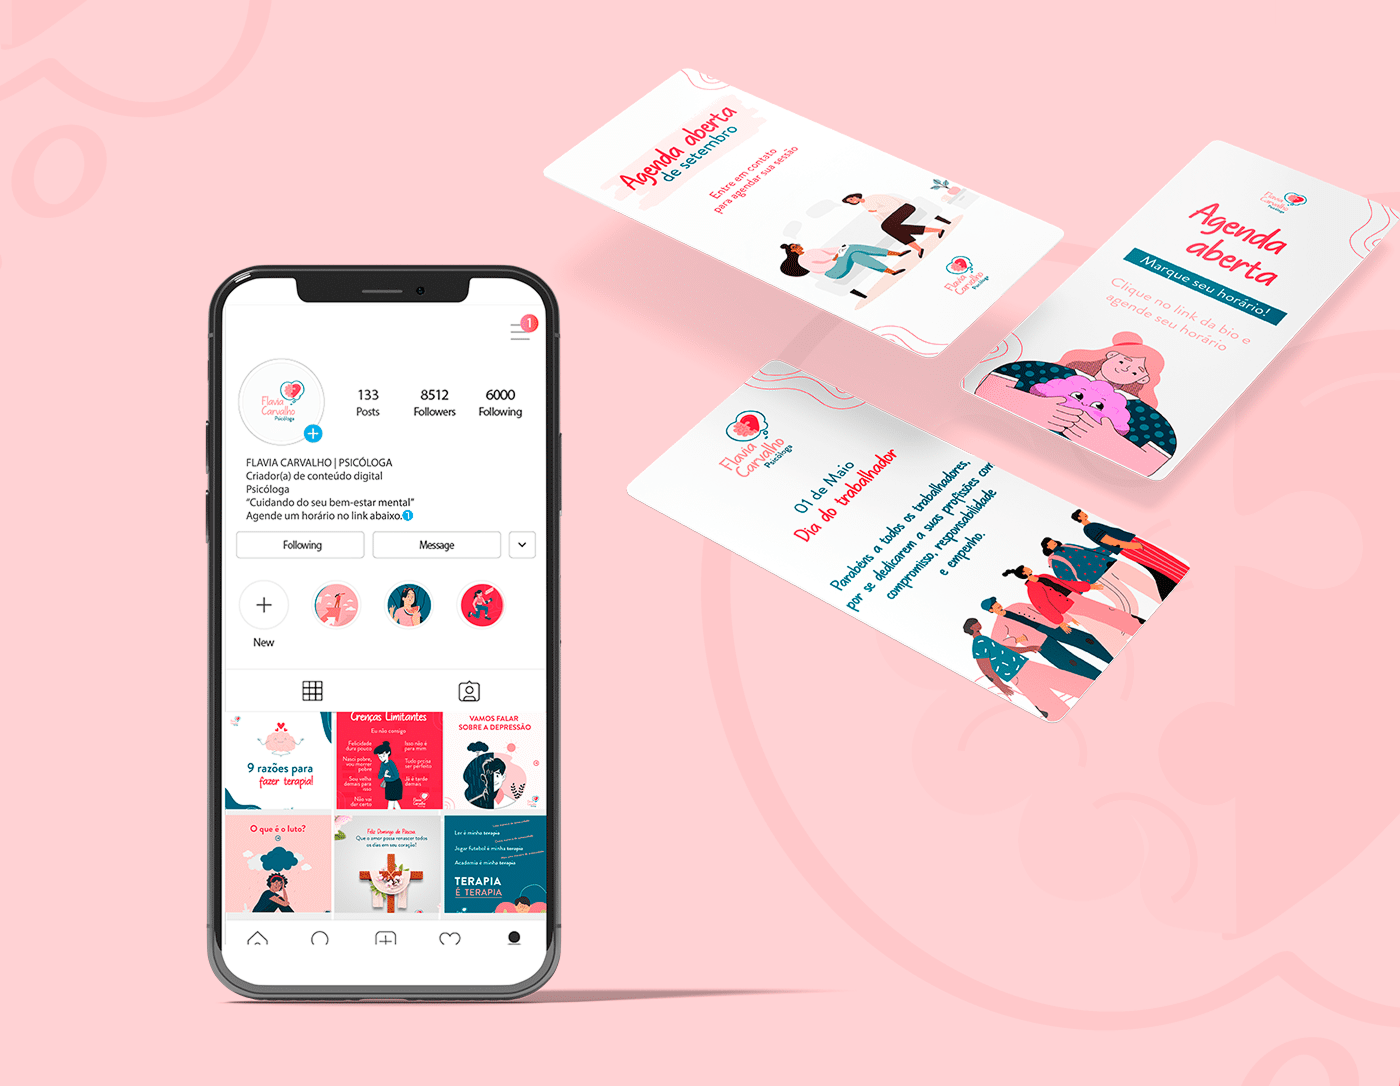 1
Flavia
Carvalho
Psicóloga
133
Posts
8512
Followers
6000
Following
FLAVIA CARVALHO | PSICÓLOGA
Criador(a) de conteúdo digital
Psicóloga
“Cuidando do seu bem-estar mental”
Agende um horário no link abaixo.1
Following
Message
New
9 razões para
fazer terapia!
Crenças Limitantes
Eu não consigo
Felicidade
dura pouco
Isso não é
para mim
Nasci pobre,
vou morrer
pobre
Tudo precisa
ser perfeito
Sou velha
demais para
isso
Já é tarde
demais
Não vai
dar certo
Flavia
Carvalho
VAMOS FALAR
SOBRE A DEPRESSÃO
O que é o luto?
Feliz Domingo de Páscoa
Que o amor possa renascer todos
os dias em seu coração!
Ler é minha terapia
Jogar futebol é minha terapia
Academia é minha terapia
TERAPIA
É TERAPIA
Agenda aberta
de setembro
Entre em contato
para agendar sua sessão
Flavia
Carvalho
Psicóloga
Flavia
Carvalho
Psicóloga
Agenda
aberta
Marque seu horário!
Clique no link da bio e
agende seu horário
Flavia
Carvalho
Psicóloga
01 de Maio
Dia do trabalhador
Parabéns a todos os trabalhadores,
por se dedicarem a suas profissões com
compromisso, responsabilidade
e empenho.